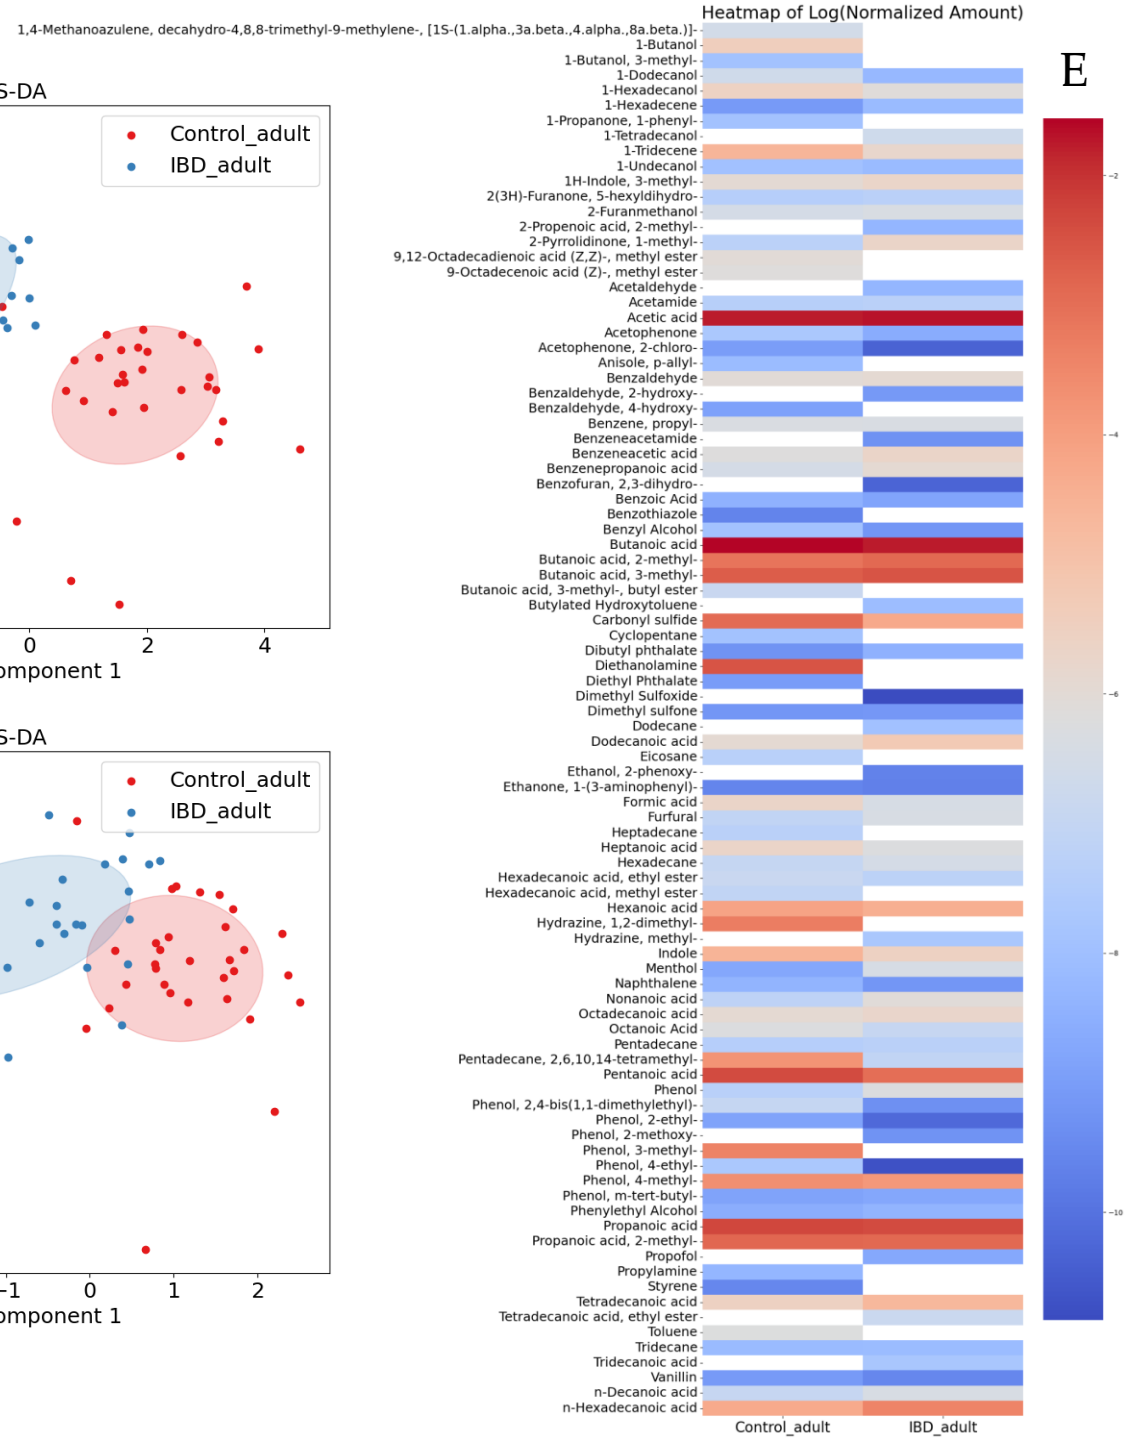 S-DA
Control_adult
IBD_adult
0
2
4
omponent 1
S-DA
Control_adult
IBD_adult
−1
0
1
2
omponent 1
Heatmap of Log(Normalized Amount)
1,4-Methanoazulene, decahydro-4,8,8-trimethyl-9-methylene-, [1S-(1.alpha.,3a.beta.,4.alpha.,8a.beta.)]-
1-Butanol
1-Butanol, 3-methyl-
1-Dodecanol
1-Hexadecanol
1-Hexadecene
1-Propanone, 1-phenyl-
1-Tetradecanol
1-Tridecene
1-Undecanol
1H-Indole, 3-methyl-
2(3H)-Furanone, 5-hexyldihydro-
2-Furanmethanol
2-Propenoic acid, 2-methyl-
2-Pyrrolidinone, 1-methyl-
9,12-Octadecadienoic acid (Z,Z)-, methyl ester
9-Octadecenoic acid (Z)-, methyl ester
Acetaldehyde
Acetamide
Acetic acid
Acetophenone
Acetophenone, 2-chloro-
Anisole, p-allyl-
Benzaldehyde
Benzaldehyde, 2-hydroxy-
Benzaldehyde, 4-hydroxy-
Benzene, propyl-
Benzeneacetamide
Benzeneacetic acid
Benzenepropanoic acid
Benzofuran, 2,3-dihydro-
Benzoic Acid
Benzothiazole
Benzyl Alcohol
Butanoic acid
Butanoic acid, 2-methyl-
Butanoic acid, 3-methyl-
Butanoic acid, 3-methyl-, butyl ester
Butylated Hydroxytoluene
Carbonyl sulfide
Cyclopentane
Dibutyl phthalate
Diethanolamine
Diethyl Phthalate
Dimethyl Sulfoxide
Dimethyl sulfone
Dodecane
Dodecanoic acid
Eicosane
Ethanol, 2-phenoxy-
Ethanone, 1-(3-aminophenyl)-
Formic acid
Furfural
Heptadecane
Heptanoic acid
Hexadecane
Hexadecanoic acid, ethyl ester
Hexadecanoic acid, methyl ester
Hexanoic acid
Hydrazine, 1,2-dimethyl-
Hydrazine, methyl-
Indole
Menthol
Naphthalene
Nonanoic acid
Octadecanoic acid
Octanoic Acid
Pentadecane
Pentadecane, 2,6,10,14-tetramethyl-
Pentanoic acid
Phenol
Phenol, 2,4-bis(1,1-dimethylethyl)-
Phenol, 2-ethyl-
Phenol, 2-methoxy-
Phenol, 3-methyl-
Phenol, 4-ethyl-
Phenol, 4-methyl-
Phenol, m-tert-butyl-
Phenylethyl Alcohol
Propanoic acid
Propanoic acid, 2-methyl-
Propofol
Propylamine
Styrene
Tetradecanoic acid
Tetradecanoic acid, ethyl ester
Toluene
Tridecane
Tridecanoic acid
Vanillin
n-Decanoic acid
n-Hexadecanoic acid
Control_adult
IBD_adult
E
−2
−4
−6
−8
−10